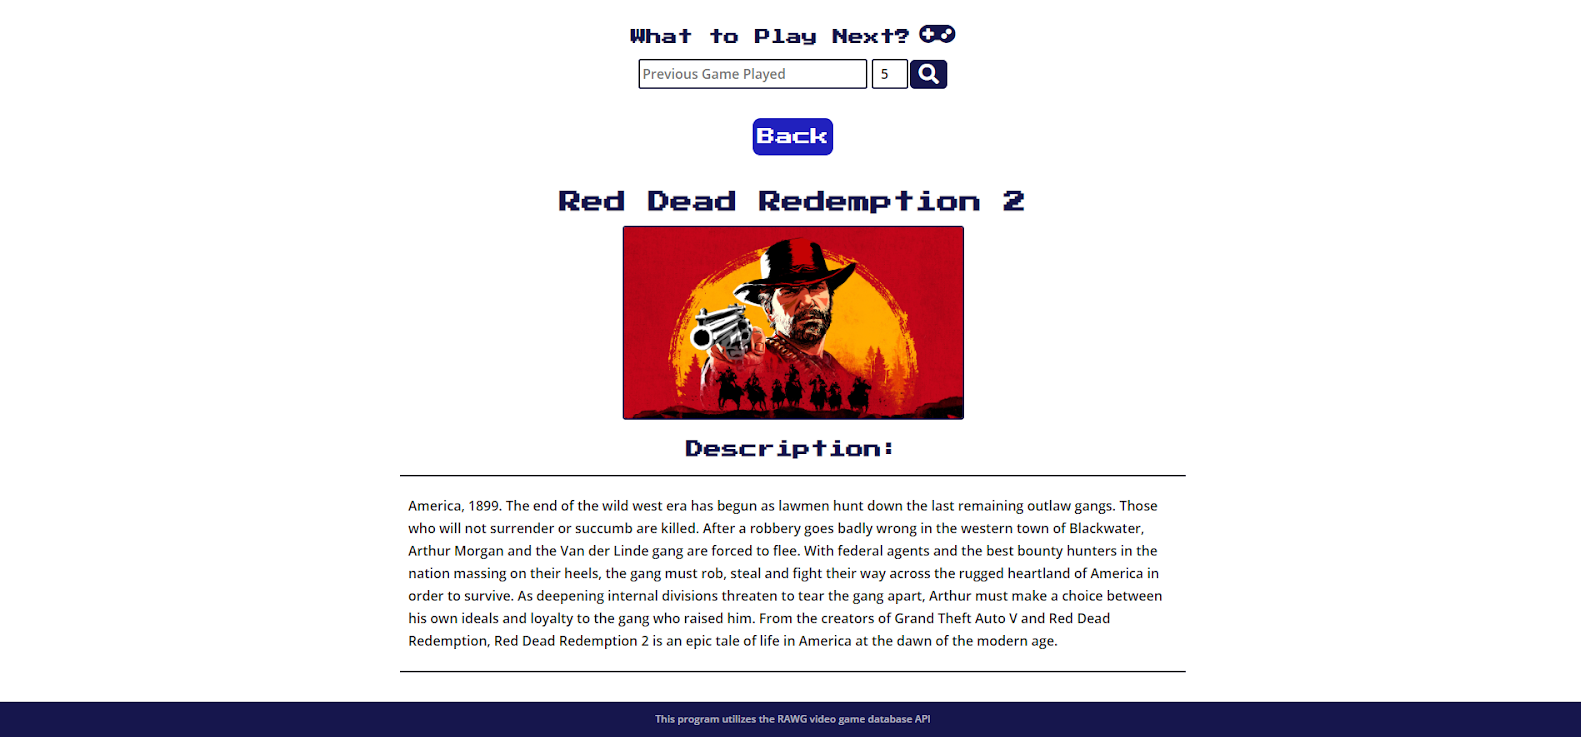 What to Play Next?
Previous Game Played 5
Back
Red Dead Redemption 2
Description:
America, 1899. The end of the wild west era has begun as lawmen hunt down the last remaining outlaw gangs. Those
who will not surrender or succumb are killed. After a robbery goes badly wrong in the western town of Blackwater,
Arthur Morgan and the Van der Linde gang are forced to flee. With federal agents and the best bounty hunters in the
nation massing on their heels, the gang must rob, steal and fight their way across the rugged heartland of America in
order to survive. As deepening internal divisions threaten to tear the gang apart, Arthur must make a choice between
his own ideals and loyalty to the gang who raised him. From the creators of Grand Theft Auto V and Red Dead
Redemption, Red Dead Redemption 2 is an epic tale of life in America at the dawn of the modern age.
This program utilizes the RAWG video game database API